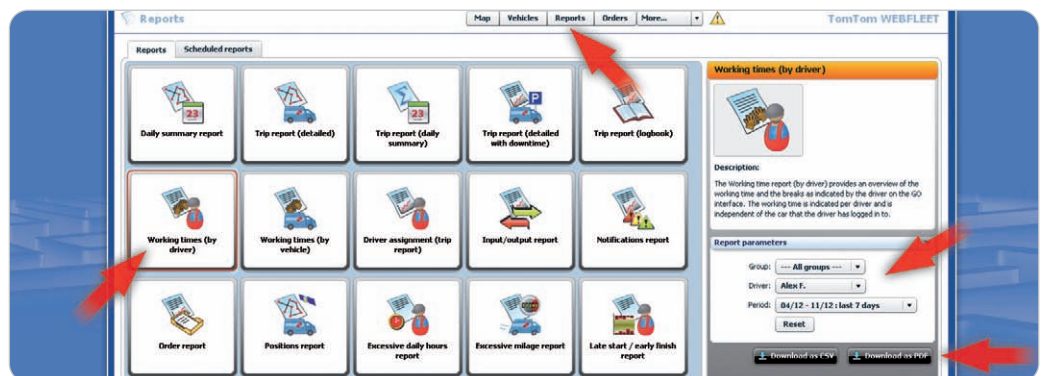 Reports
Map Vehicles Reports Orders More...
TomTom WEBFLEET
Reports Scheduled reports
23
Daily summary report
Trip report (detailed)
23
Trip report (daily
summary)
P
Trip report (detailed
with downtime)
Trip report (logbook)
Working times (by
driver)
Working times (by
vehicle)
Driver assignment (trip
report)
Input/output report
Notifications report
Order report
Positions report
Excessive daily hours
report
Excessive milage report
Late start / early finish
report
Working times (by driver)
Description:
The Working time report (by driver) provides an overview of the
working time and the breaks as indicated by the driver on the GO
interface. The working time is indicated per driver and is
independent of the car that the driver has logged in to.
Report parameters
Group: --- All groups ---
Driver: Alex F.
Period: 04/12 - 11/12 : last 7 days
Reset
Download as CSV Download as PDF